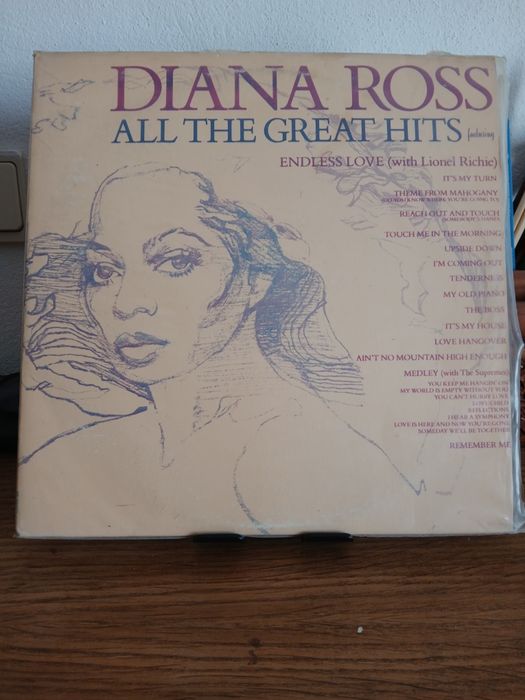 DIANA ROSS
ALL THE GREAT HITS featuring
ENDLESS LOVE (with Lionel Richie)
IT'S MY TURN
THEME FROM MAHOGANY
(DO YOU KNOW WHERE YOU'RE GOING TO)
REACH OUT AND TOUCH
(SOMEBODY'S HAND)
TOUCH ME IN THE MORNING
UPSIDE DOWN
I'M COMING OUT
TENDERNESS
MY OLD PIANO
THE BOSS
IT'S MY HOUSE
LOVE HANGOVER
AIN'T NO MOUNTAIN HIGH ENOUGH
MEDLEY (with The Supremes)
YOU KEEP ME HANGIN' ON
MY WORLD IS EMPTY WITHOUT YOU
YOU CAN'T HURRY LOVE
LOVE CHILD
REFLECTIONS
I HEAR A SYMPHONY
LOVE IS HERE AND NOW YOU'RE GONE
SOMEDAY WE'LL BE TOGETHER
REMEMBER ME